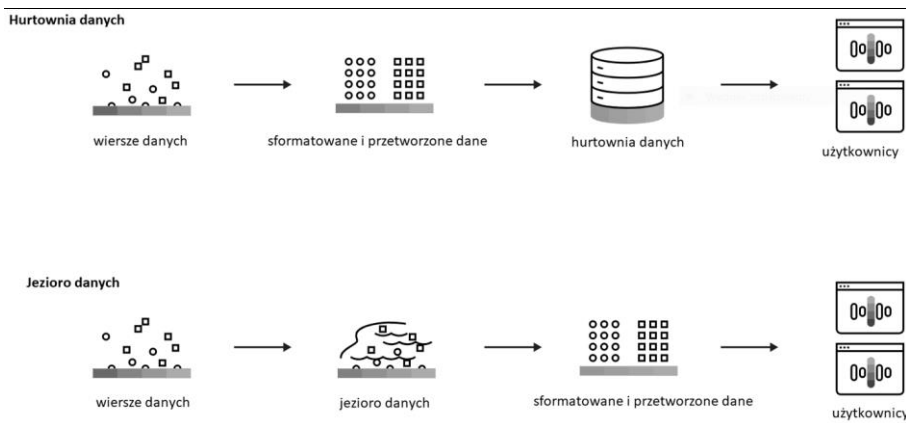 Hurtownia danych
wiersze danych
sformatowane i przetworzone dane
hurtownia danych
użytkownicy
Jezioro danych
wiersze danych
jezioro danych
sformatowane i przetworzone dane
użytkownicy